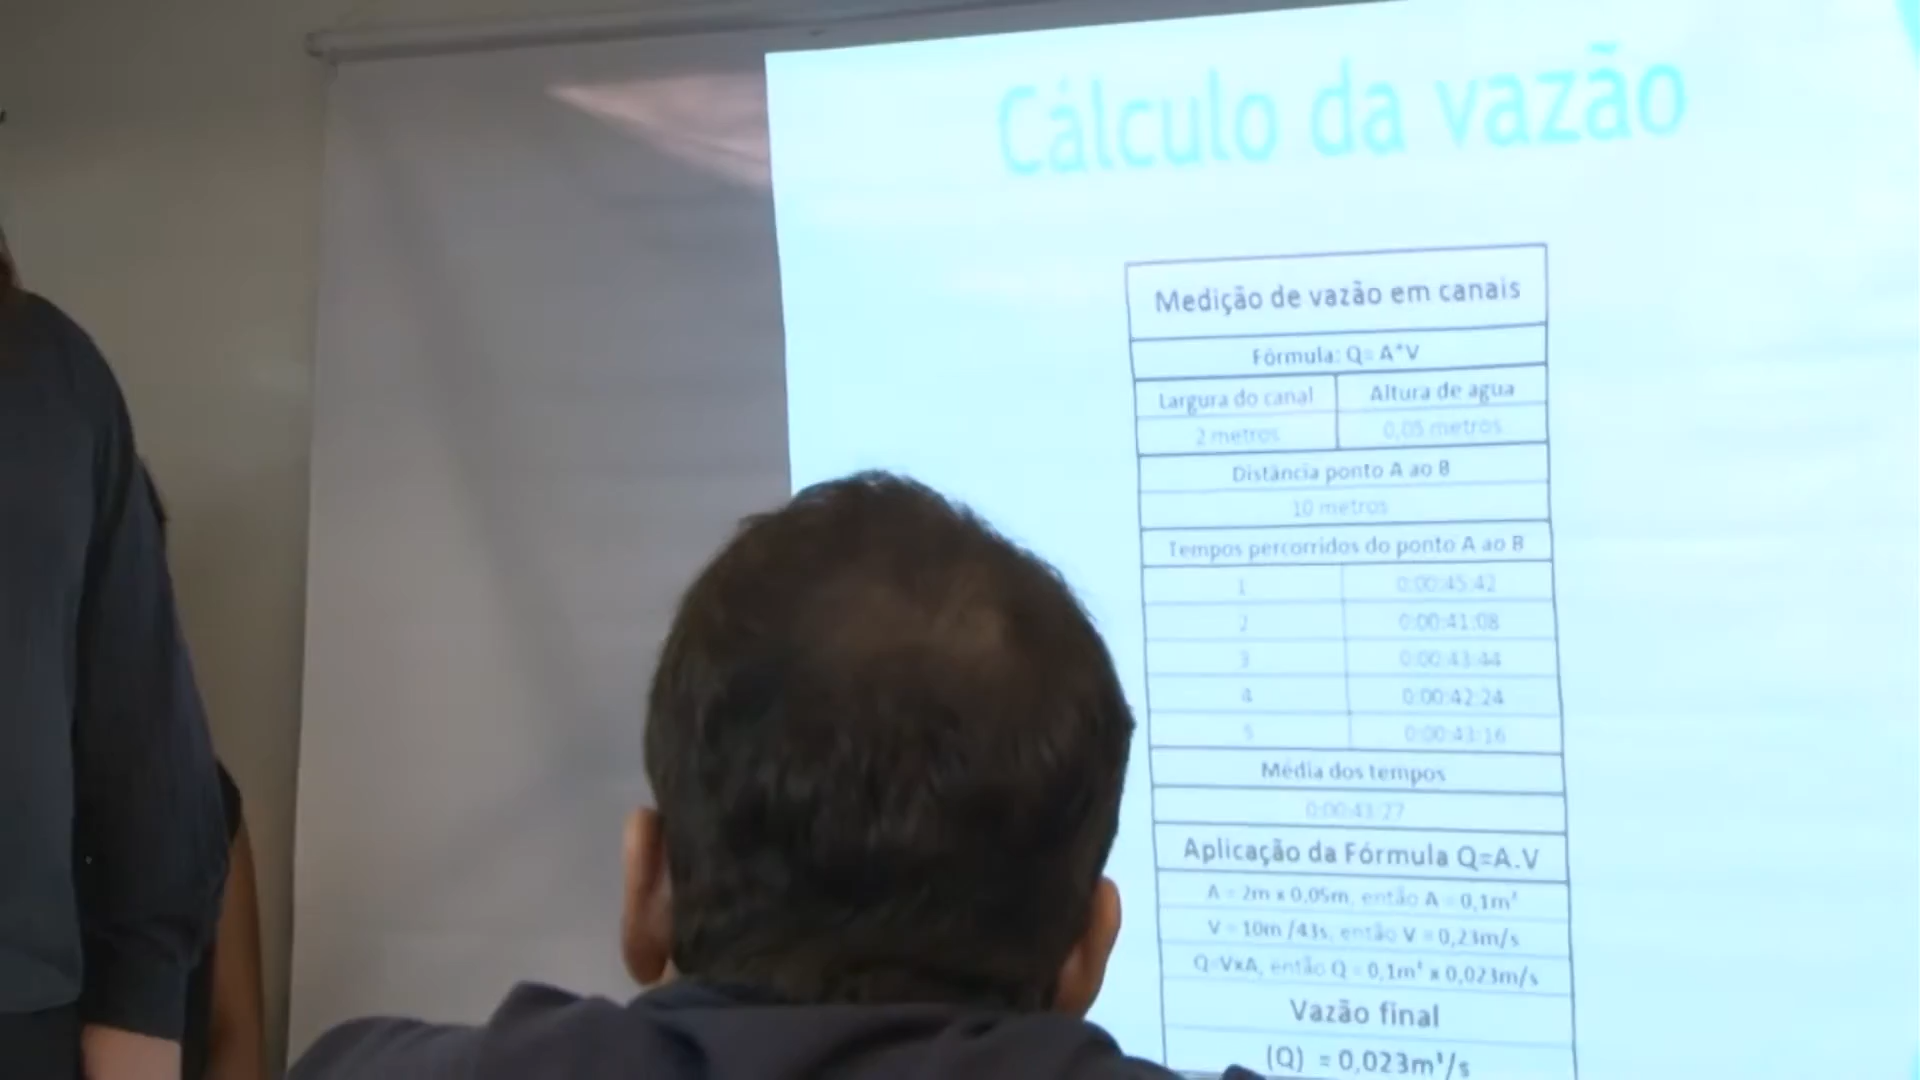 Cálculo da vazão
Medição de vazão em canais
Fórmula: Q= A*V
Largura do canal Altura de agua
2 metros 0,05 metros
Distância ponto A ao B
10 metros
Tempos percorridos do ponto A ao B
1 0:00:45:42
2 0:00:41:08
3 0:00:43:44
4 0:00:42:24
5 0:00:43:16
Média dos tempos
0:00:43:27
Aplicação da Fórmula Q=A.V
A = 2m x 0,05m, então A = 0,1m²
V = 10m /43s, então V = 0,23m/s
Q=VxA, então Q = 0,1m² x 0,023m/s
Vazão final
(Q) = 0,023m³/s